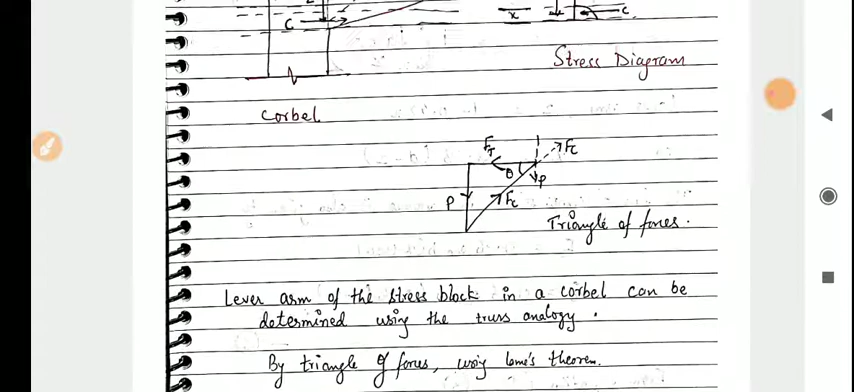 C
x
C
Stress Diagram
Corbel
FT
Fc
θ
P
P
Fc
Triangle of forces.
Lever arm of the stress block in a corbel can be
determined using the truss analogy.
By triangle of forces, using lame's theorem.